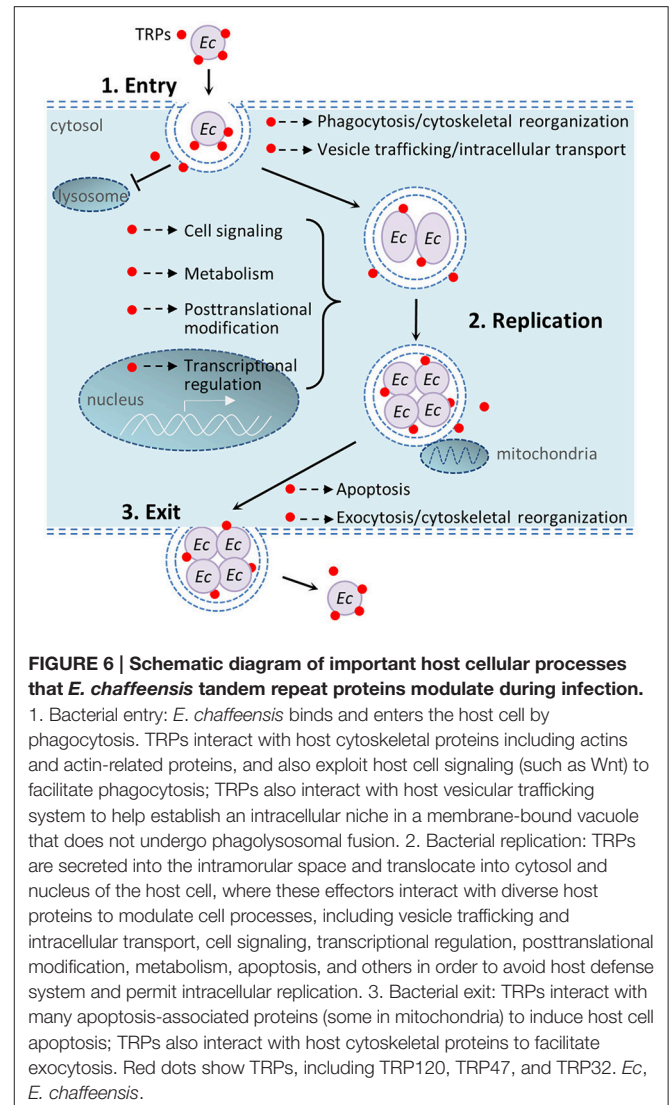 TRPs
Ec
1. Entry
cytosol
Ec
Phagocytosis/cytoskeletal reorganization
Vesicle trafficking/intracellular transport
lysosome
Cell signaling
Ec Ec
Metabolism
Posttranslational
modification
2. Replication
Transcriptional
regulation
nucleus
Ec Ec
Ec Ec
mitochondria
Apoptosis
3. Exit
Exocytosis/cytoskeletal reorganization
Ec Ec
Ec Ec
Ec
FIGURE 6 | Schematic diagram of important host cellular processes
that E. chaffeensis tandem repeat proteins modulate during infection.
1. Bacterial entry: E. chaffeensis binds and enters the host cell by
phagocytosis. TRPs interact with host cytoskeletal proteins including actins
and actin-related proteins, and also exploit host cell signaling (such as Wnt) to
facilitate phagocytosis; TRPs also interact with host vesicular trafficking
system to help establish an intracellular niche in a membrane-bound vacuole
that does not undergo phagolysosomal fusion. 2. Bacterial replication: TRPs
are secreted into the intramorular space and translocate into cytosol and
nucleus of the host cell, where these effectors interact with diverse host
proteins to modulate cell processes, including vesicle trafficking and
intracellular transport, cell signaling, transcriptional regulation, posttranslational
modification, metabolism, apoptosis, and others in order to avoid host defense
system and permit intracellular replication. 3. Bacterial exit: TRPs interact with
many apoptosis-associated proteins (some in mitochondria) to induce host cell
apoptosis; TRPs also interact with host cytoskeletal proteins to facilitate
exocytosis. Red dots show TRPs, including TRP120, TRP47, and TRP32. Ec,
E. chaffeensis.